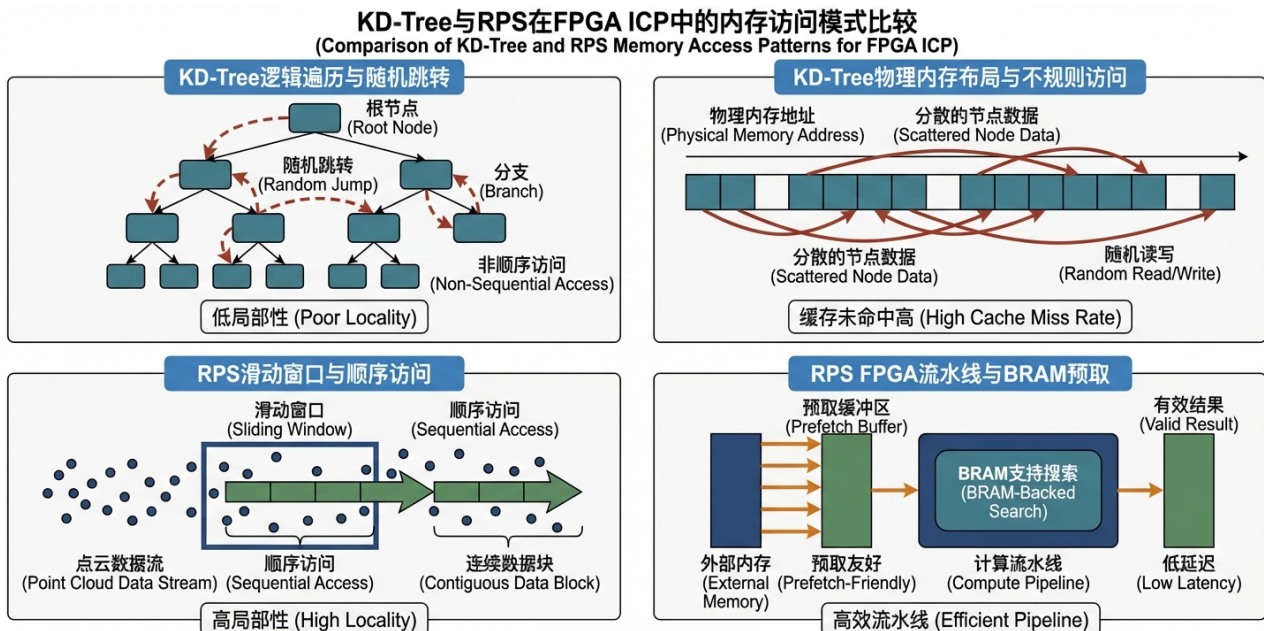 KD-Tree与RPS在FPGA ICP中的内存访问模式比较
(Comparison of KD-Tree and RPS Memory Access Patterns for FPGA ICP)
KD-Tree逻辑遍历与随机跳转
根节点
(Root Node)
随机跳转
(Random Jump)
分支
(Branch)
非顺序访问
(Non-Sequential Access)
低局部性 (Poor Locality)
KD-Tree物理内存布局与不规则访问
物理内存地址
(Physical Memory Address)
分散的节点数据
(Scattered Node Data)
分散的节点数据
(Scattered Node Data)
随机读写
(Random Read/Write)
缓存未命中高 (High Cache Miss Rate)
RPS滑动窗口与顺序访问
滑动窗口
(Sliding Window)
顺序访问
(Sequential Access)
点云数据流
(Point Cloud Data Stream)
顺序访问
(Sequential Access)
连续数据块
(Contiguous Data Block)
高局部性 (High Locality)
RPS FPGA流水线与BRAM预取
预取缓冲区
(Prefetch Buffer)
有效结果
(Valid Result)
BRAM支持搜索
(BRAM-Backed
Search)
外部内存
(External
Memory)
预取友好
(Prefetch-Friendly)
计算流水线
(Compute Pipeline)
低延迟
(Low Latency)
高效流水线 (Efficient Pipeline)